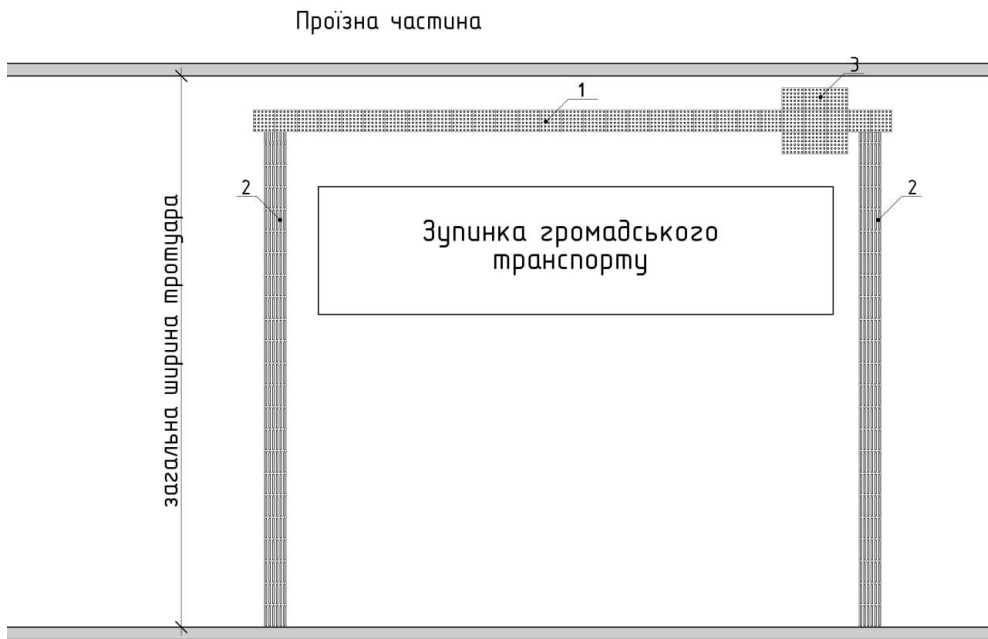 Проїзна частина
3
1
2
2
Зупинка громадського
транспорту
загальна ширина тротуара